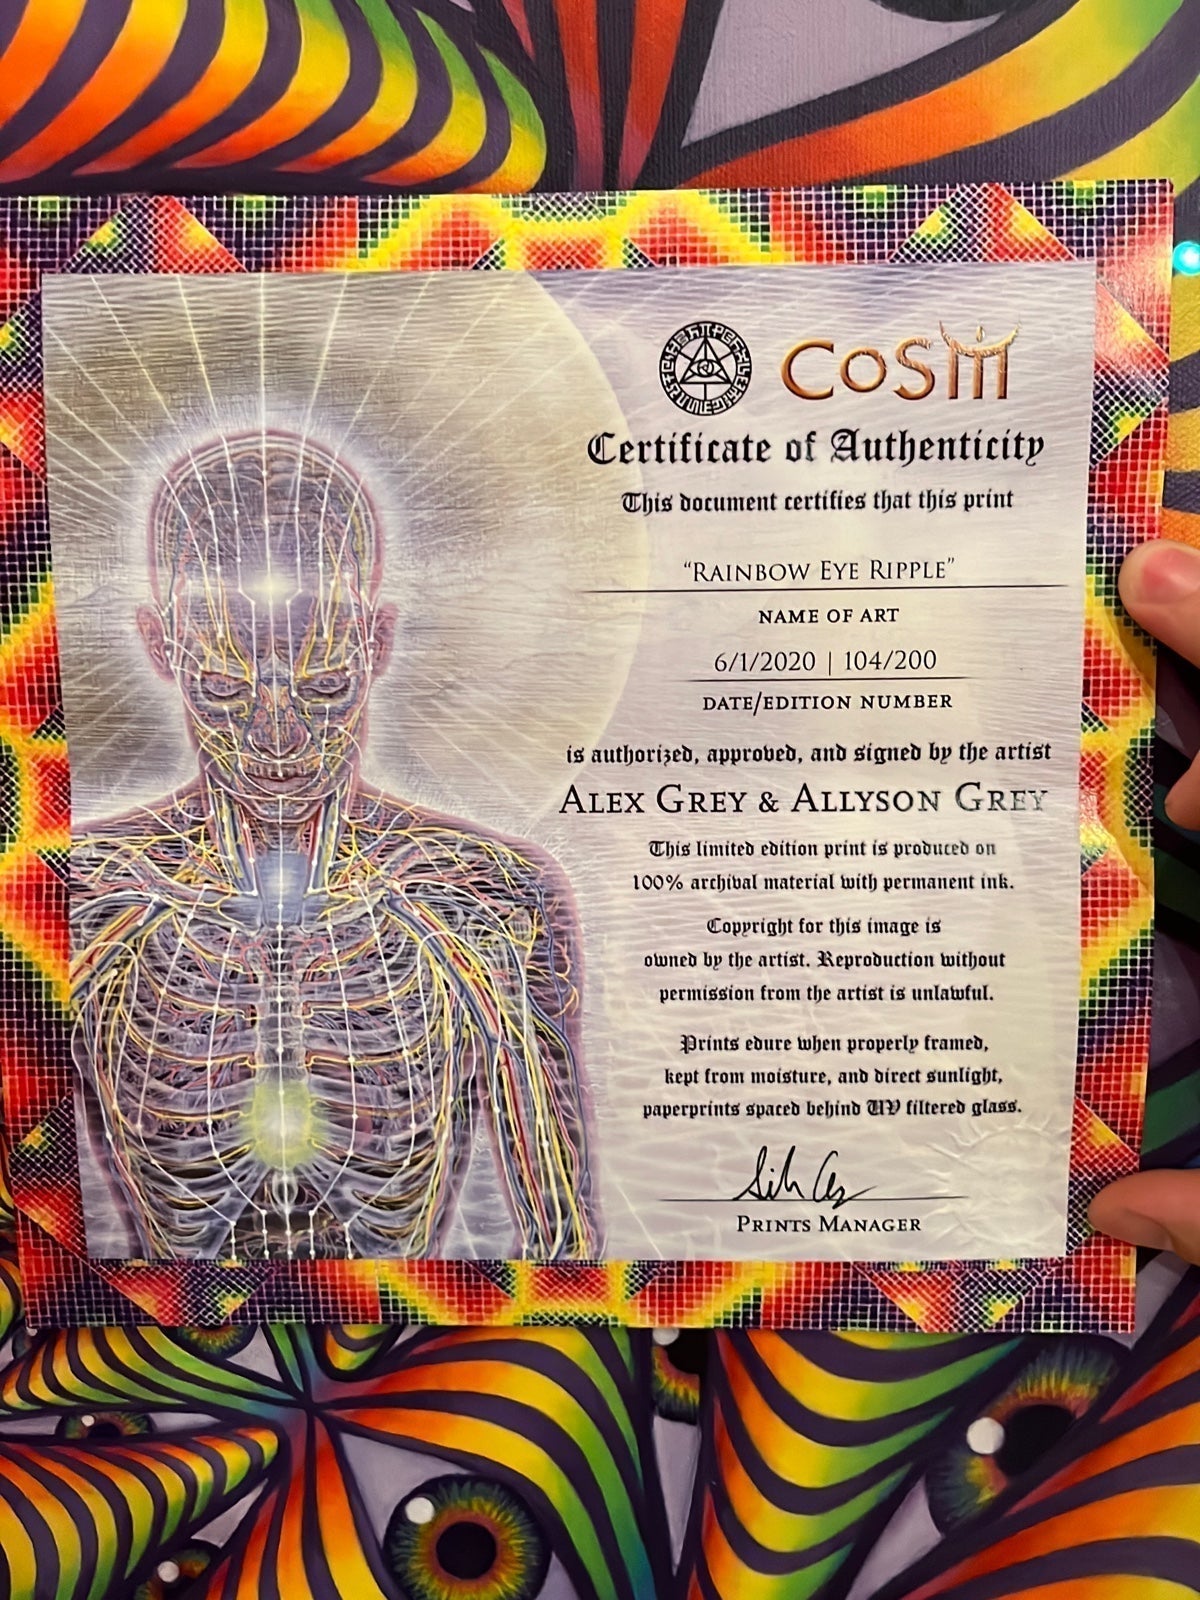 CoSM
Certificate of Authenticity
This document certifies that this print
“Rainbow Eye Ripple”
NAME OF ART
6/1/2020 | 104/200
DATE/EDITION NUMBER
is authorized, approved, and signed by the artist
Alex Grey & Allyson Grey
This limited edition print is produced on
100% archival material with permanent ink.
Copyright for this image is
owned by the artist. Reproduction without
permission from the artist is unlawful.
Prints edure when properly framed,
kept from moisture, and direct sunlight,
paperprints spaced behind UV filtered glass.
Prints Manager